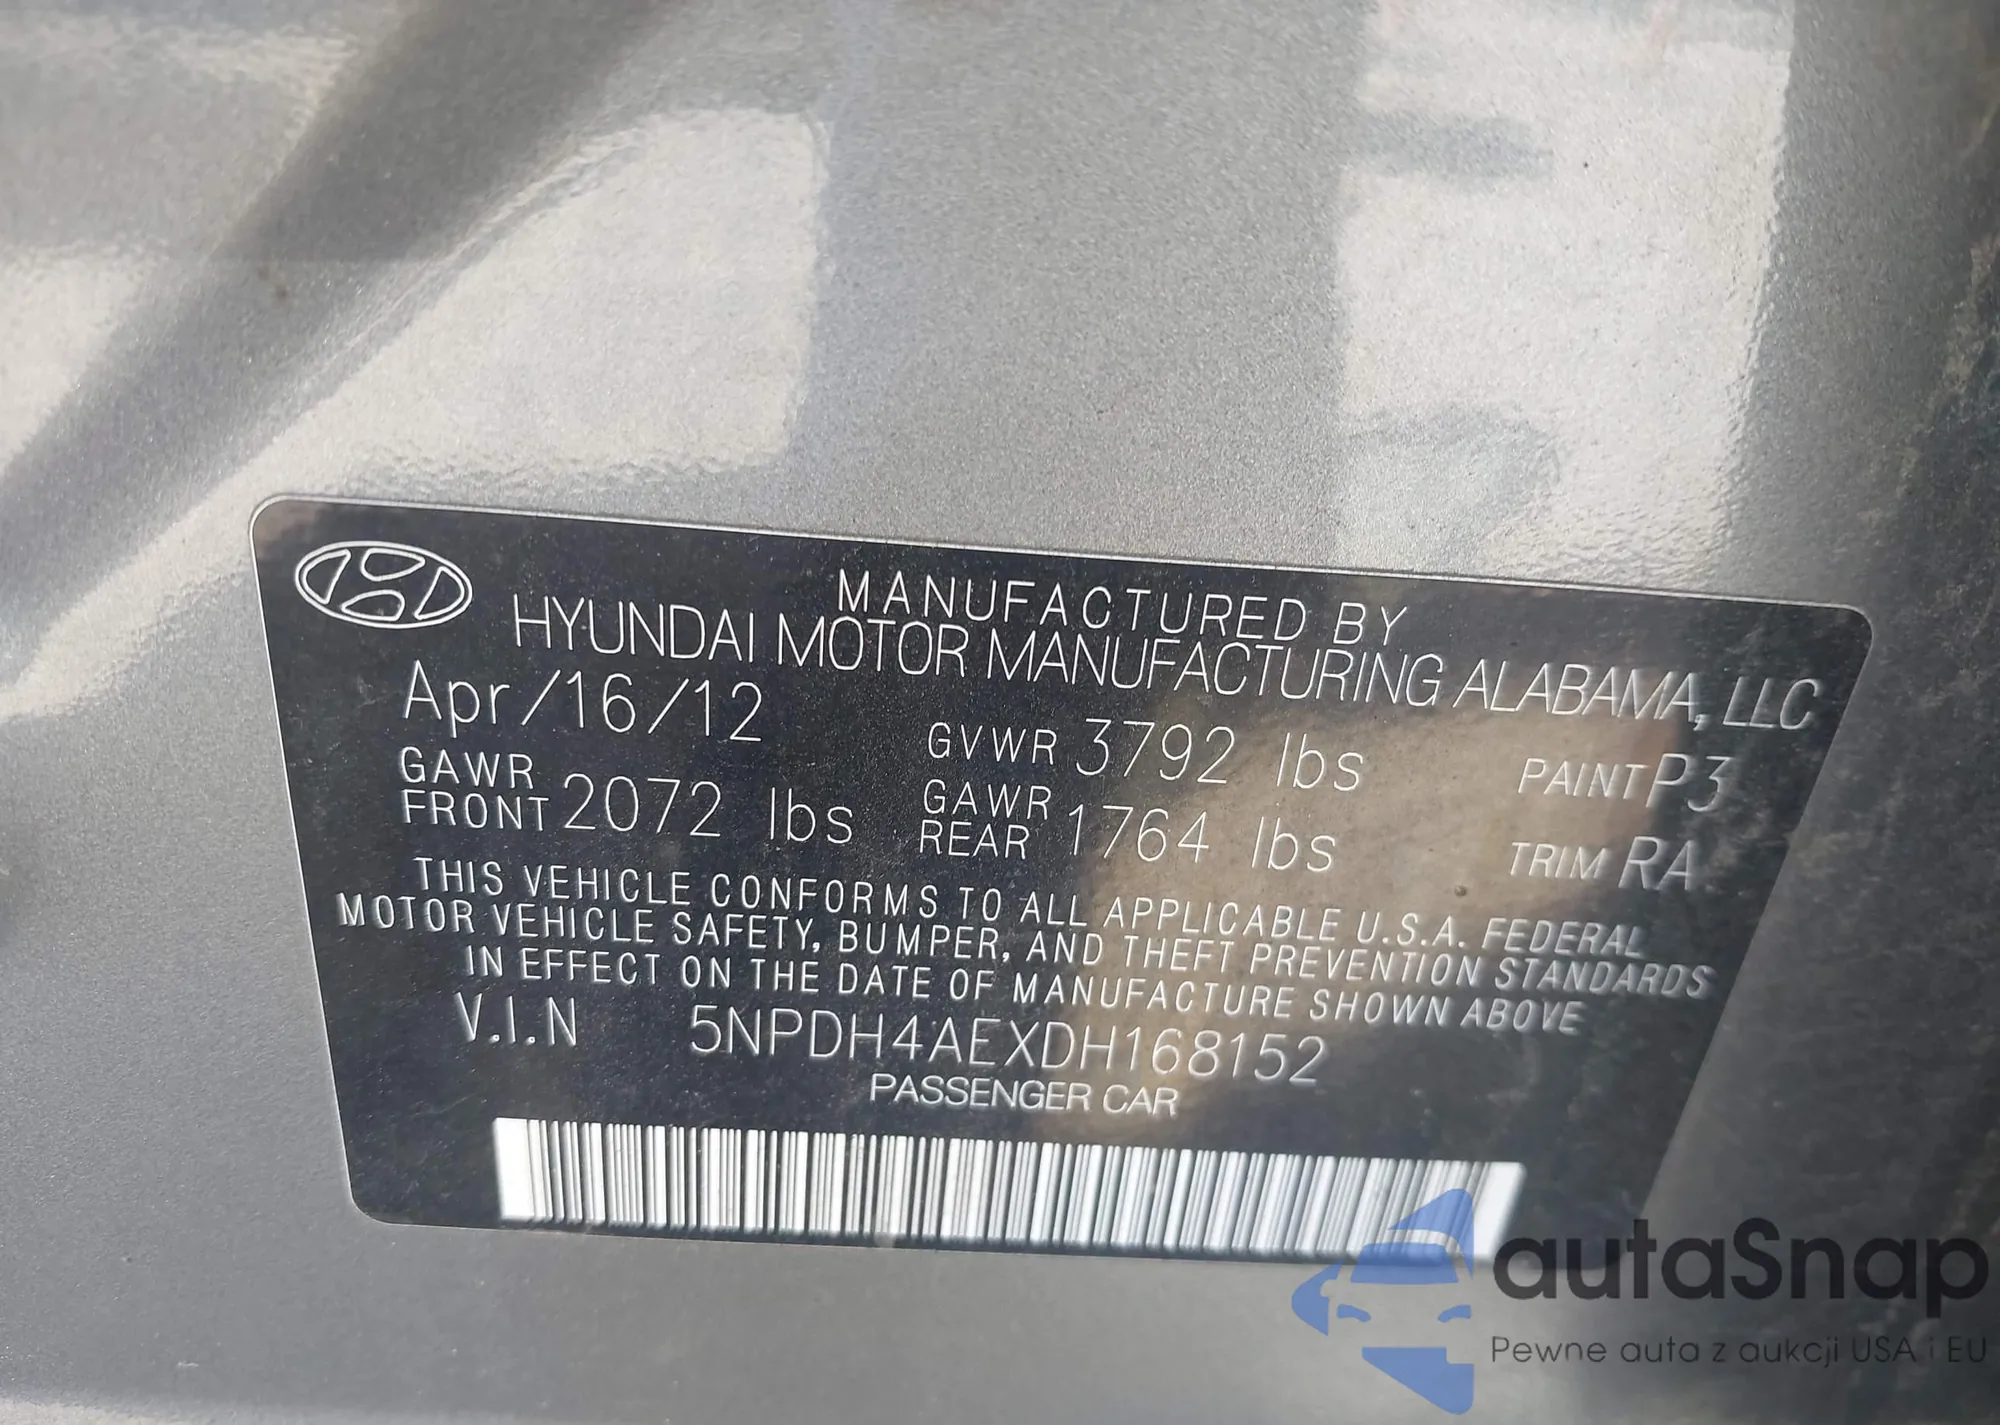 MANUFACTURED BY
HYUNDAI MOTOR MANUFACTURING ALABAMA, LLC
Apr/16/12 GVWR 3792 lbs PAINT P3
GAWR FRONT 2072 lbs GAWR REAR 1764 lbs TRIM RA
THIS VEHICLE CONFORMS TO ALL APPLICABLE U.S.A. FEDERAL
MOTOR VEHICLE SAFETY, BUMPER, AND THEFT PREVENTION STANDARDS
IN EFFECT ON THE DATE OF MANUFACTURE SHOWN ABOVE
V.I.N 5NPDH4AEXDH168152
PASSENGER CAR
autaSnap
Pewne auta z aukcji USA i EU